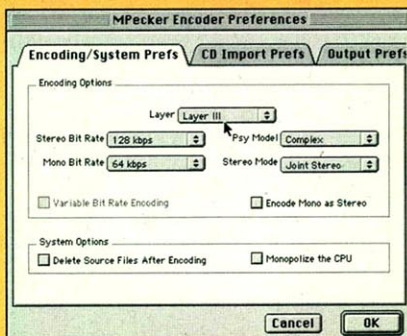 MPecker Encoder Preferences
Encoding/System Prefs
CD Import Prefs
Output Prefs
Encoding Options
Layer
Layer III
Stereo Bit Rate
128 kbps
Psy Model
Complex
Mono Bit Rate
64 kbps
Stereo Mode
Joint Stereo
Variable Bit Rate Encoding
Encode Mono as Stereo
System Options
Delete Source Files After Encoding
Monopolize the CPU
Cancel
OK